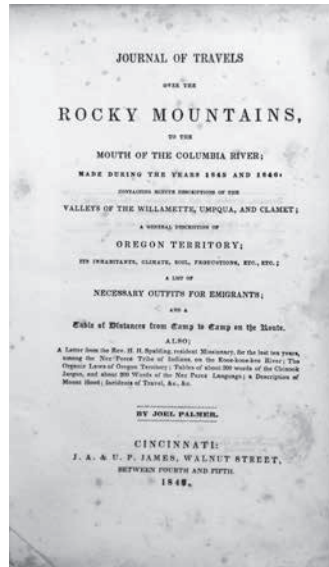 JOURNAL OF TRAVELS
OVER THE
ROCKY MOUNTAINS,
TO THE
MOUTH OF THE COLUMBIA RIVER;
MADE DURING THE YEARS 1845 AND 1846:
CONTAINING MINUTE DESCRIPTIONS OF THE
VALLEYS OF THE WILLAMETTE, UMPQUA, AND CLAMET;
A GENERAL DESCRIPTION OF
OREGON TERRITORY;
ITS INHABITANTS, CLIMATE, SOIL, PRODUCTIONS, ETC., ETC.;
A LIST OF
NECESSARY OUTFITS FOR EMIGRANTS;
AND A
Table of Distances from Camp to Camp on the Route.
ALSO;
A Letter from the Rev. H. H. Spalding, resident Missionary, for the last ten years,
among the Nez Percé Tribe of Indians, on the Koos-koos-kee River; The
Organic Laws of Oregon Territory; Tables of about 300 words of the Chinook
Jargon, and about 200 Words of the Nez Percé Language; a Description of
Mount Hood; Incidents of Travel, &c., &c.
BY JOEL PALMER.
CINCINNATI:
J. A. & U. P. JAMES, WALNUT STREET,
BETWEEN FOURTH AND FIFTH.